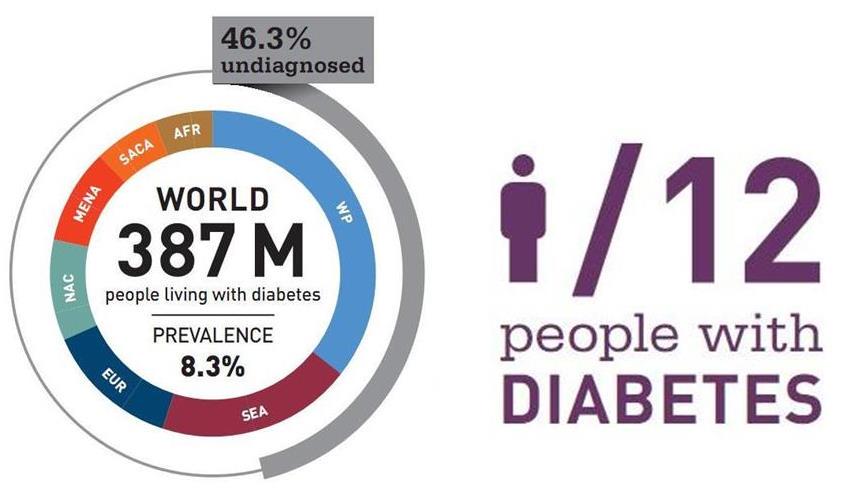 46.3%
undiagnosed
AFR
SACA
MENA
NAC
EUR
SEA
WP
WORLD
387 M
people living with diabetes
PREVALENCE
8.3%
/12
people with
DIABETES